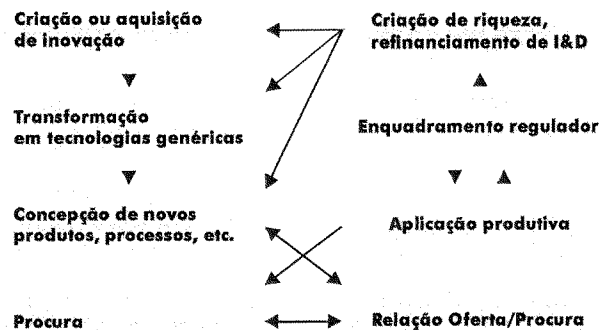 Criação ou aquisição
de inovação
Transformação
em tecnologias genéricas
Concepção de novos
produtos, processos, etc.
Procura
Criação de riqueza,
refinanciamento de I&D
Enquadramento regulador
Aplicação produtiva
Relação Oferta/Procura